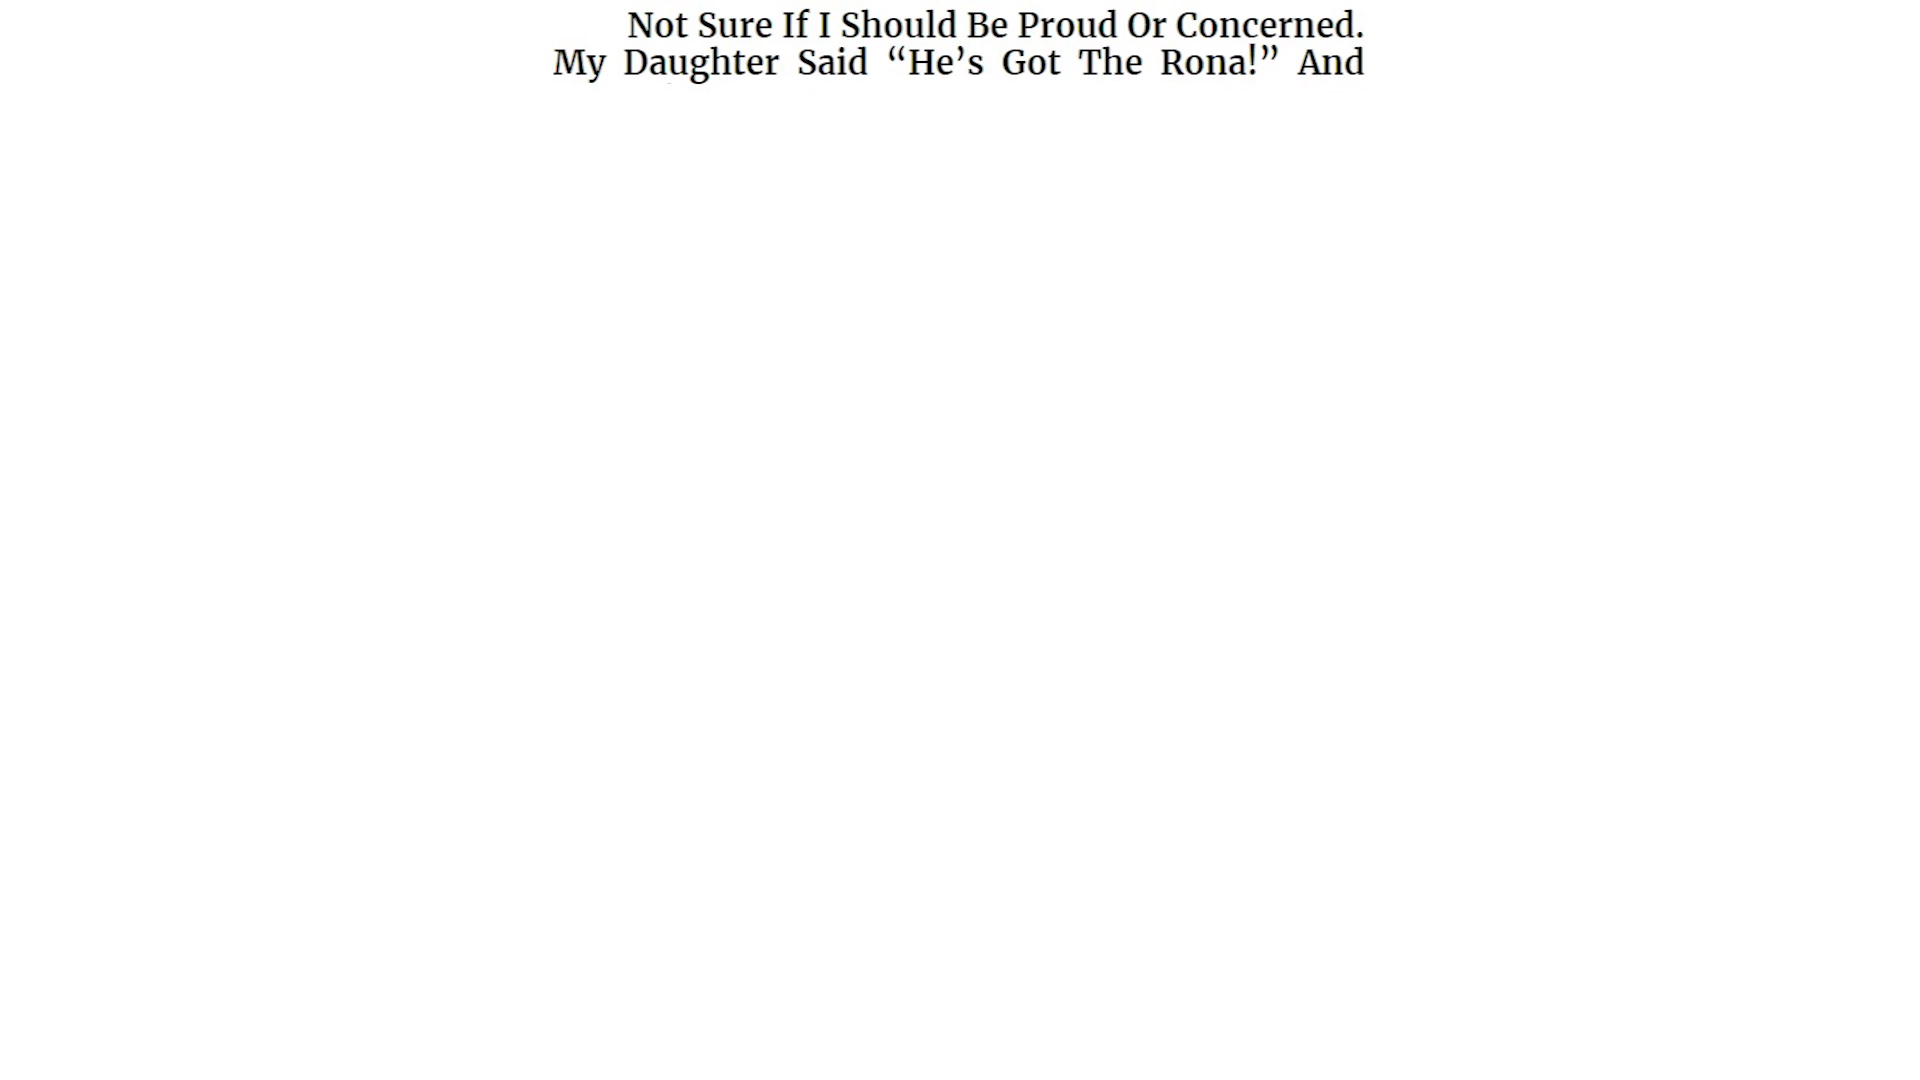 Not Sure If I Should Be Proud Or Concerned.
My Daughter Said “He’s Got The Rona!” And